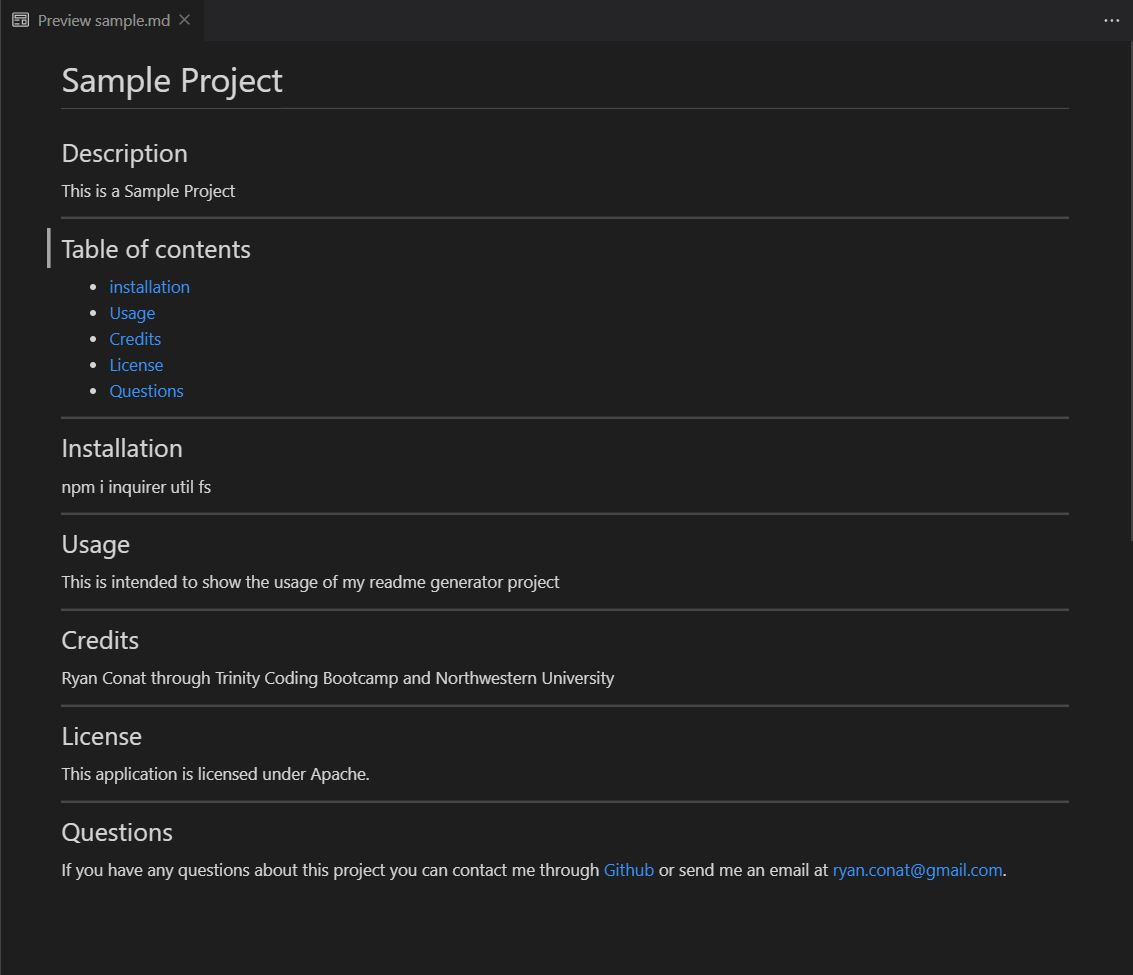 Preview sample.md
Sample Project
Description
This is a Sample Project
Table of contents
installation
Usage
Credits
License
Questions
Installation
npm i inquirer util fs
Usage
This is intended to show the usage of my readme generator project
Credits
Ryan Conat through Trinity Coding Bootcamp and Northwestern University
License
This application is licensed under Apache.
Questions
If you have any questions about this project you can contact me through Github or send me an email at ryan.conat@gmail.com.